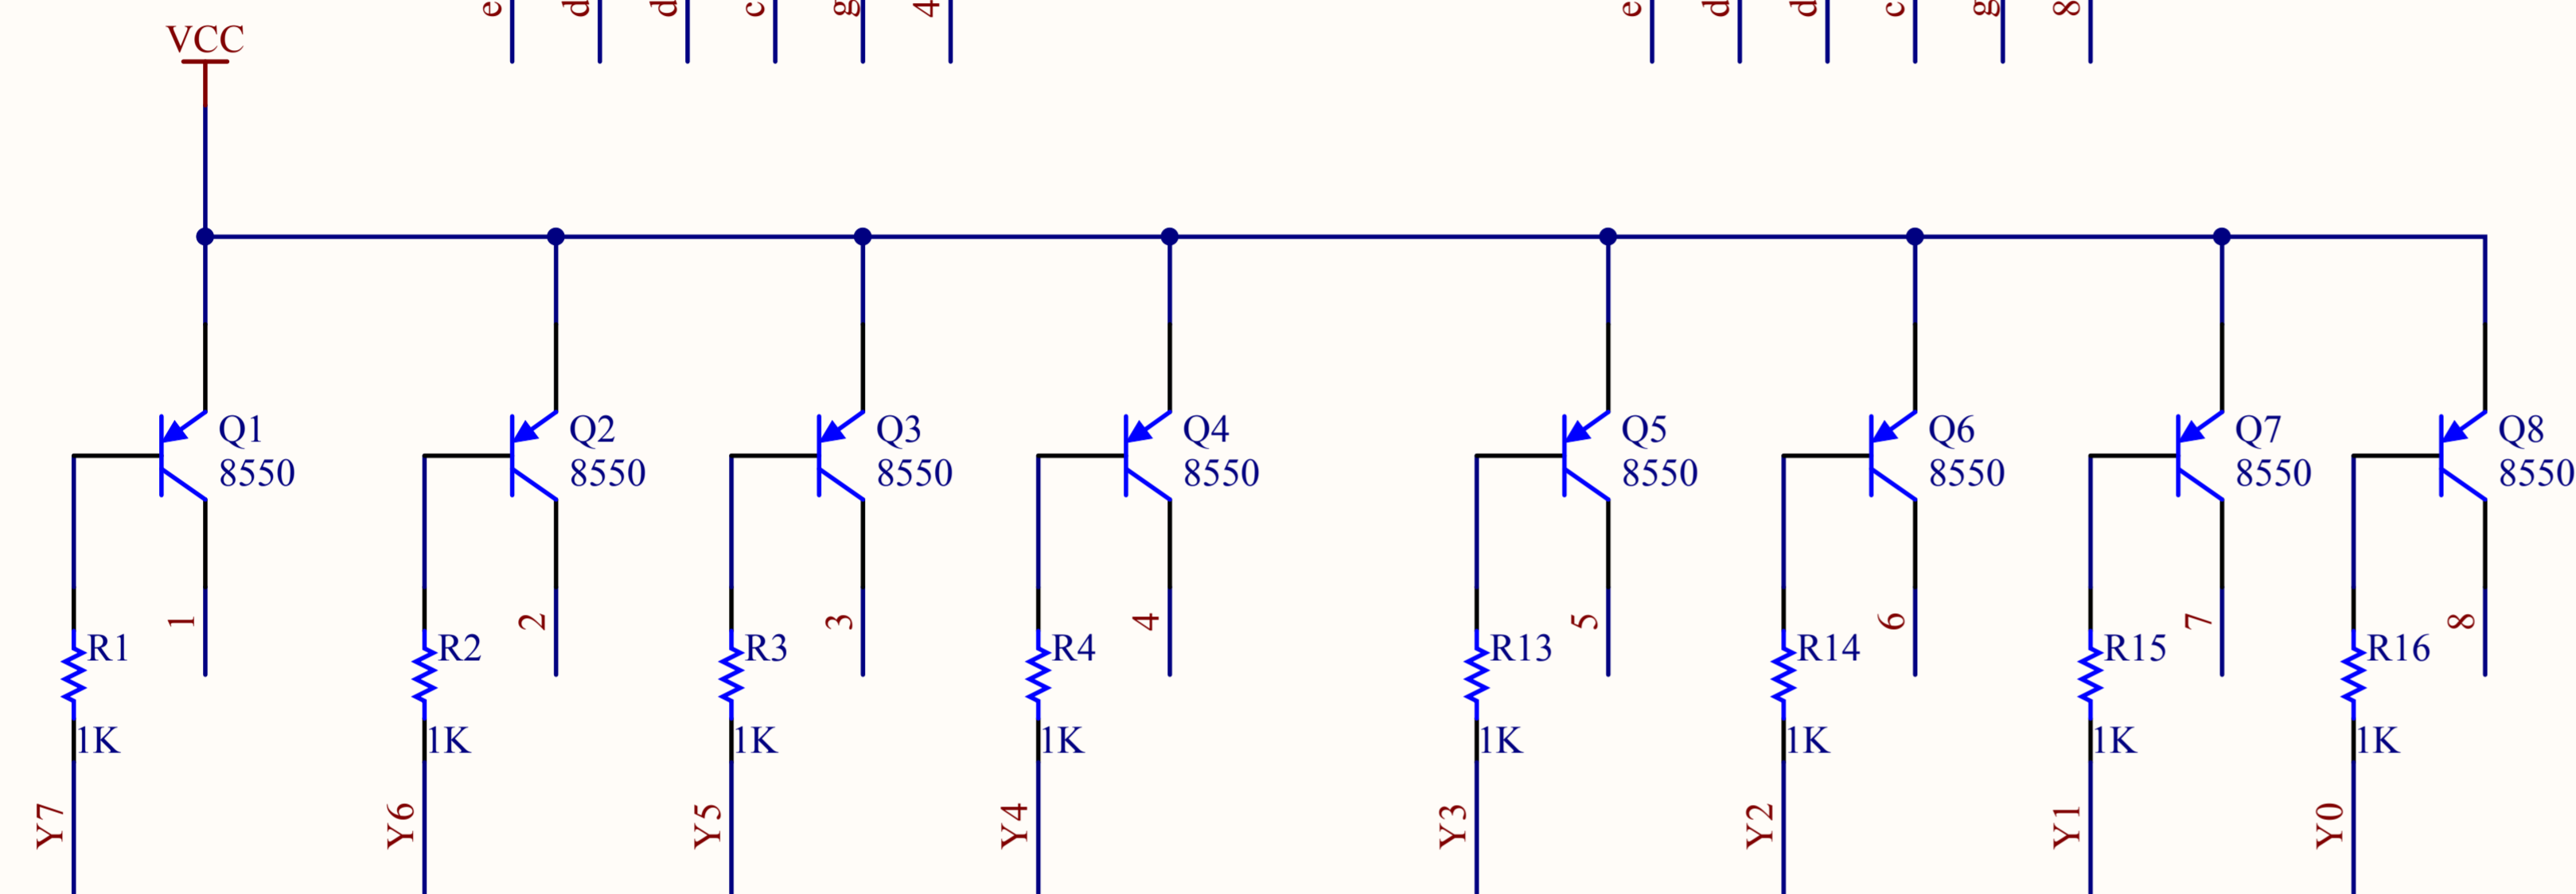 e d d c g 4 e d d c g 8
VCC
Q1 Q2 Q3 Q4 Q5 Q6 Q7 Q8
8550 8550 8550 8550 8550 8550 8550 8550
1 2 3 4 5 6 7 8
R1 R2 R3 R4 R13 R14 R15 R16
1K 1K 1K 1K 1K 1K 1K 1K
Y7 Y6 Y5 Y4 Y3 Y2 Y1 Y0